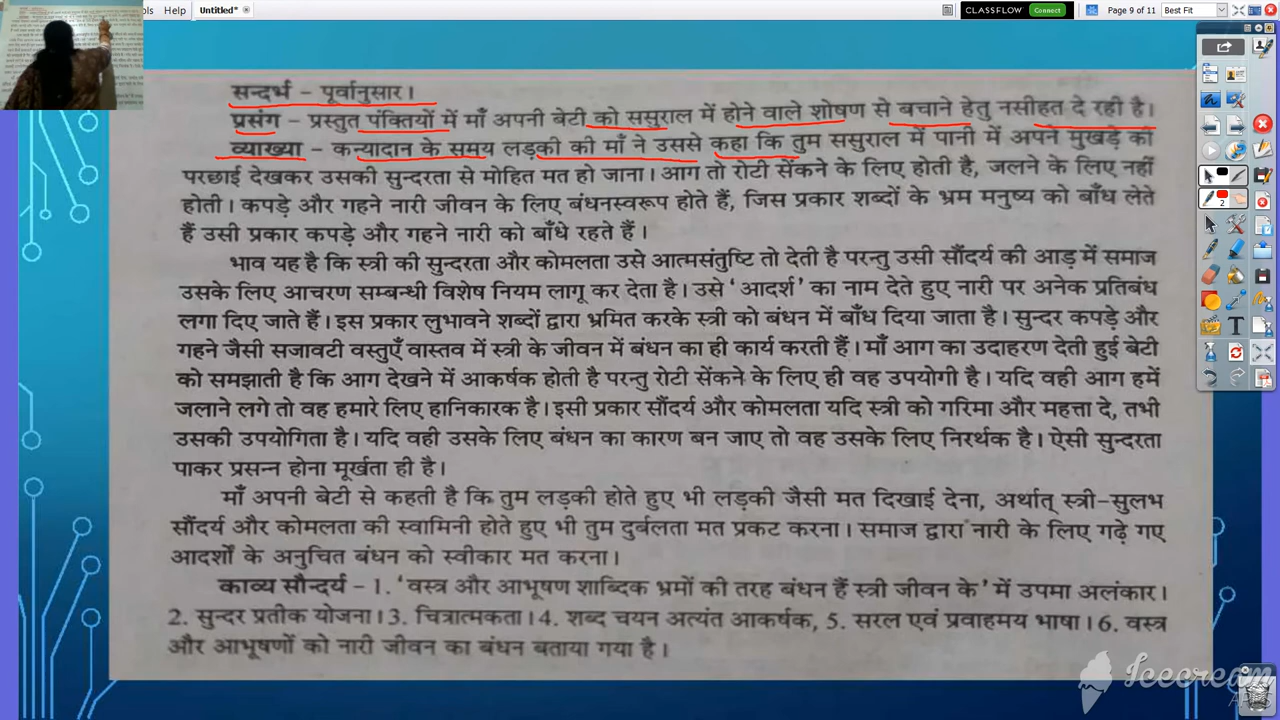 Help Untitled*
CLASSFLOW Connect
Page 9 of 11
Best Fit
सन्दर्भ – पूर्वानुसार।
प्रसंग – प्रस्तुत पंक्तियों में माँ अपनी बेटी को ससुराल में होने वाले शोषण से बचाने हेतु नसीहत दे रही है।
व्याख्या – कन्यादान के समय लड़की की माँ ने उससे कहा कि तुम ससुराल में पानी में अपने मुखड़े की
परछाई देखकर उसकी सुन्दरता से मोहित मत हो जाना। आग तो रोटी सेंकने के लिए होती है, जलने के लिए नहीं
होती। कपड़े और गहने नारी जीवन के लिए बंधनस्वरूप होते हैं, जिस प्रकार शब्दों के भ्रम मनुष्य को बाँध लेते
हैं उसी प्रकार कपड़े और गहने नारी को बाँधे रहते हैं।
भाव यह है कि स्त्री की सुन्दरता और कोमलता उसे आत्मसंतुष्टि तो देती है परन्तु उसी सौंदर्य की आड़ में समाज
उसके लिए आचरण सम्बन्धी विशेष नियम लागू कर देता है। उसे ‘आदर्श’ का नाम देते हुए नारी पर अनेक प्रतिबंध
लगा दिए जाते हैं। इस प्रकार लुभावने शब्दों द्वारा भ्रमित करके स्त्री को बंधन में बाँध दिया जाता है। सुन्दर कपड़े और
गहने जैसी सजावटी वस्तुएँ वास्तव में स्त्री के जीवन में बंधन का ही कार्य करती हैं। माँ आग का उदाहरण देती हुई बेटी
को समझाती है कि आग देखने में आकर्षक होती है परन्तु रोटी सेंकने के लिए ही वह उपयोगी है। यदि वही आग हमें
जलाने लगे तो वह हमारे लिए हानिकारक है। इसी प्रकार सौंदर्य और कोमलता यदि स्त्री को गरिमा और महत्ता दे, तभी
उसकी उपयोगिता है। यदि वही उसके लिए बंधन का कारण बन जाए तो वह उसके लिए निरर्थक है। ऐसी सुन्दरता
पाकर प्रसन्न होना मूर्खता ही है।
माँ अपनी बेटी से कहती है कि तुम लड़की होते हुए भी लड़की जैसी मत दिखाई देना, अर्थात् स्त्री-सुलभ
सौंदर्य और कोमलता की स्वामिनी होते हुए भी तुम दुर्बलता मत प्रकट करना। समाज द्वारा नारी के लिए गढ़े गए
आदर्शों के अनुचित बंधन को स्वीकार मत करना।
काव्य सौन्दर्य – 1. ‘वस्त्र और आभूषण शाब्दिक भ्रमों की तरह बंधन हैं स्त्री जीवन के’ में उपमा अलंकार।
2. सुन्दर प्रतीक योजना। 3. चित्रात्मकता। 4. शब्द चयन अत्यंत आकर्षक, 5. सरल एवं प्रवाहमय भाषा। 6. वस्त्र
और आभूषणों को नारी जीवन का बंधन बताया गया है।
Icecream
APPS